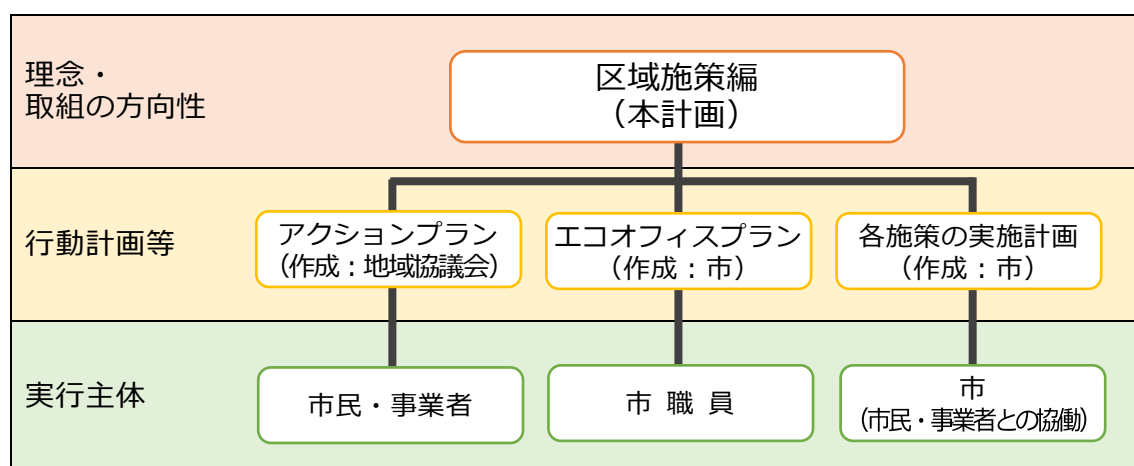 理念・
取組の方向性
区域施策編
（本計画）
行動計画等
アクションプラン
（作成：地域協議会）
エコオフィスプラン
（作成：市）
各施策の実施計画
（作成：市）
実行主体
市民・事業者
市 職 員
市
（市民・事業者との協働）